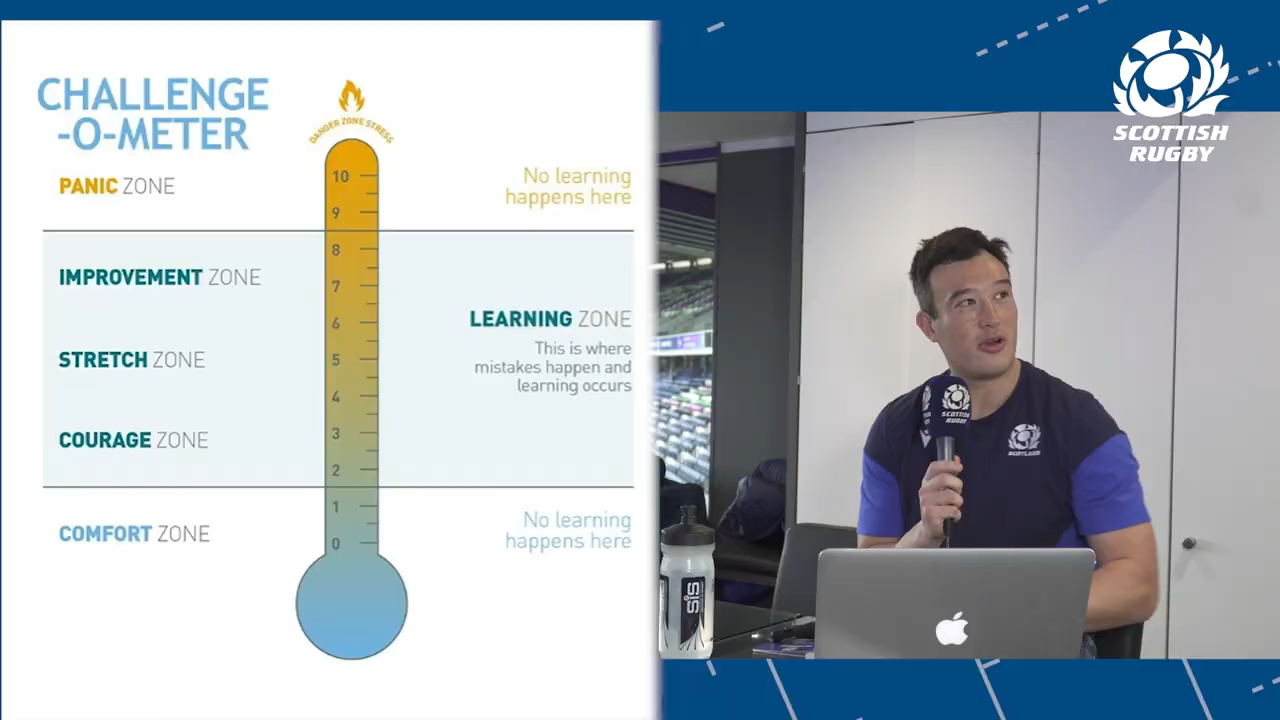 CHALLENGE
-O-METER
DANGER ZONE STRESS
PANIC ZONE
No learning
happens here
10
9
8
IMPROVEMENT ZONE
7
6
LEARNING ZONE
This is where
mistakes happen and
learning occurs
5
STRETCH ZONE
4
3
COURAGE ZONE
2
1
COMFORT ZONE
No learning
happens here
0
SCOTTISH
RUGBY
SCOTTISH
RUGBY
SCOTLAND
SiS